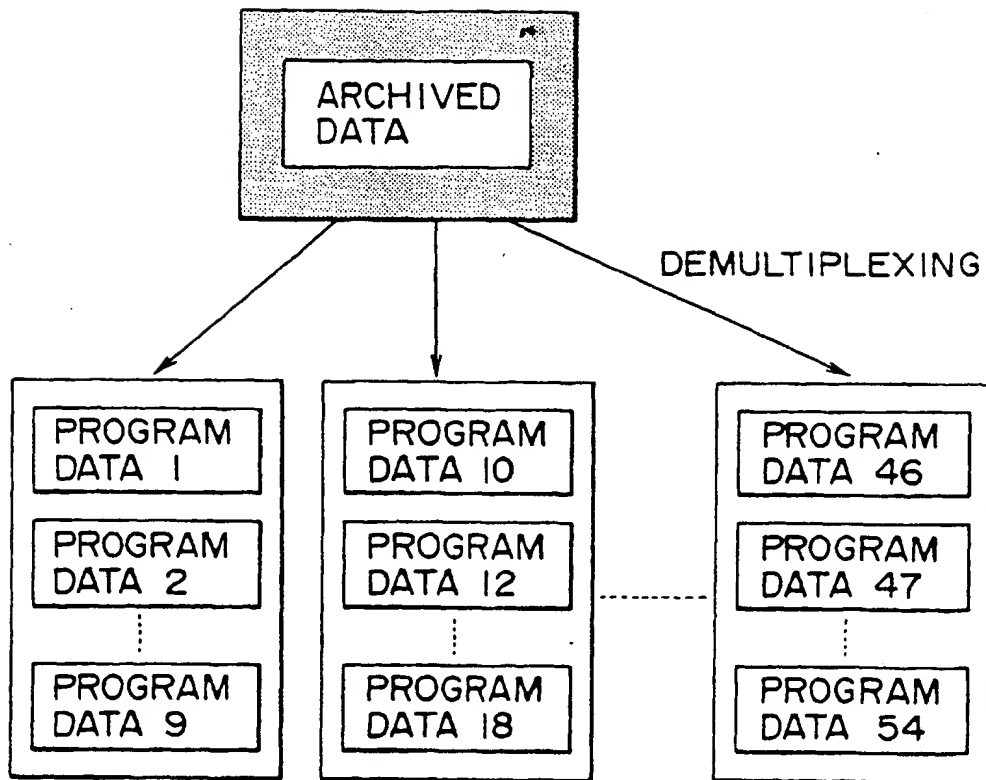 ARCHIVED
DATA
DEMULTIPLEXING
PROGRAM
DATA 1
PROGRAM
DATA 2
PROGRAM
DATA 9
PROGRAM
DATA 10
PROGRAM
DATA 12
PROGRAM
DATA 18
PROGRAM
DATA 46
PROGRAM
DATA 47
PROGRAM
DATA 54